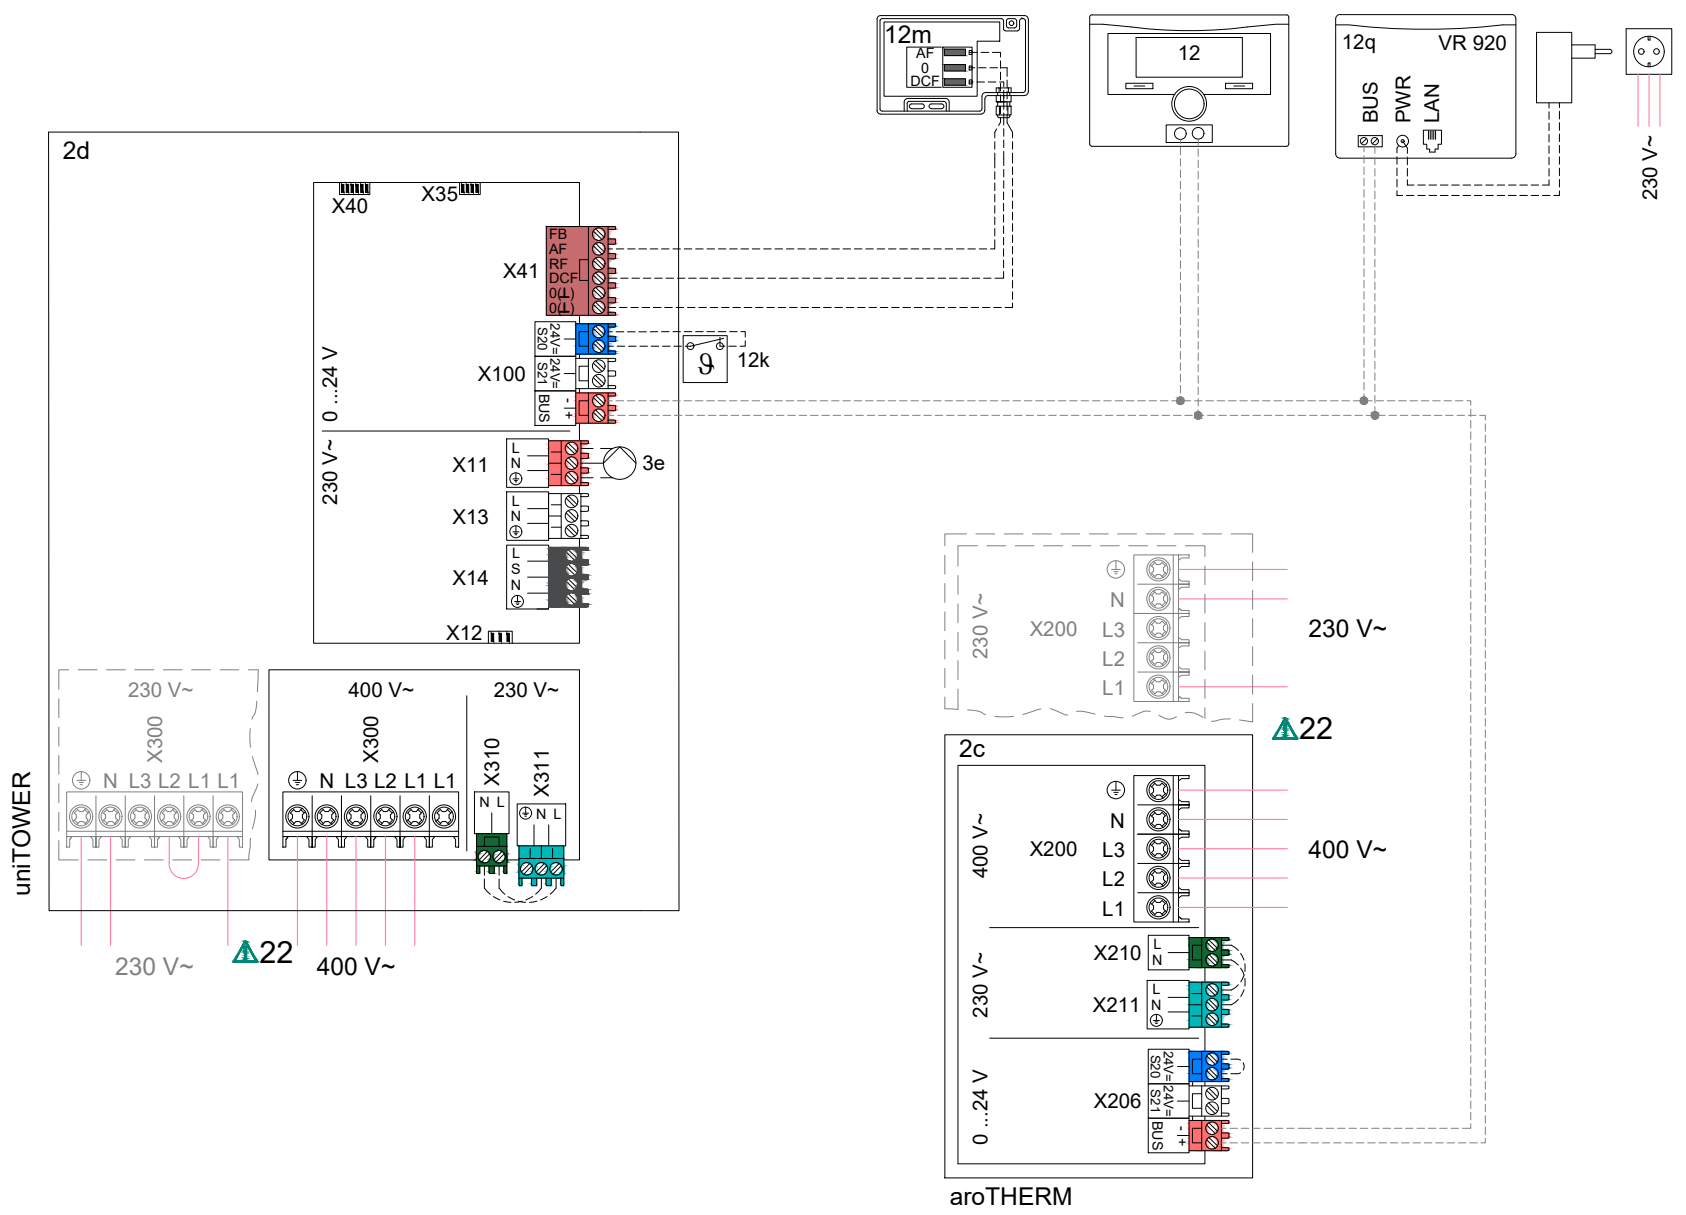 12m
AF
0
DCF
12
12q
VR 920
BUS
PWR
LAN
230 V~
2d
X40
X35
X41
FB
AF
RF
DCF
0(⊥)
0(⊥)
24V=
S20
12k
ϑ
X100
24V=
S21
BUS
-
+
0 ...24 V
230 V~
X11
L
N
3e
X13
L
N
X14
L
S
N
X12
uniTOWER
230 V~
X300
N L3 L2 L1 L1
400 V~
X300
N L3 L2 L1 L1
230 V~
X310
N L
X311
N L
230 V~
22
400 V~
230 V~
X200
N
L3
L2
L1
230 V~
22
2c
400 V~
X200
N
L3
L2
L1
400 V~
230 V~
X210
L
N
X211
L
N
0 ...24 V
X206
24V=
S20
24V=
S21
BUS
-
+
aroTHERM